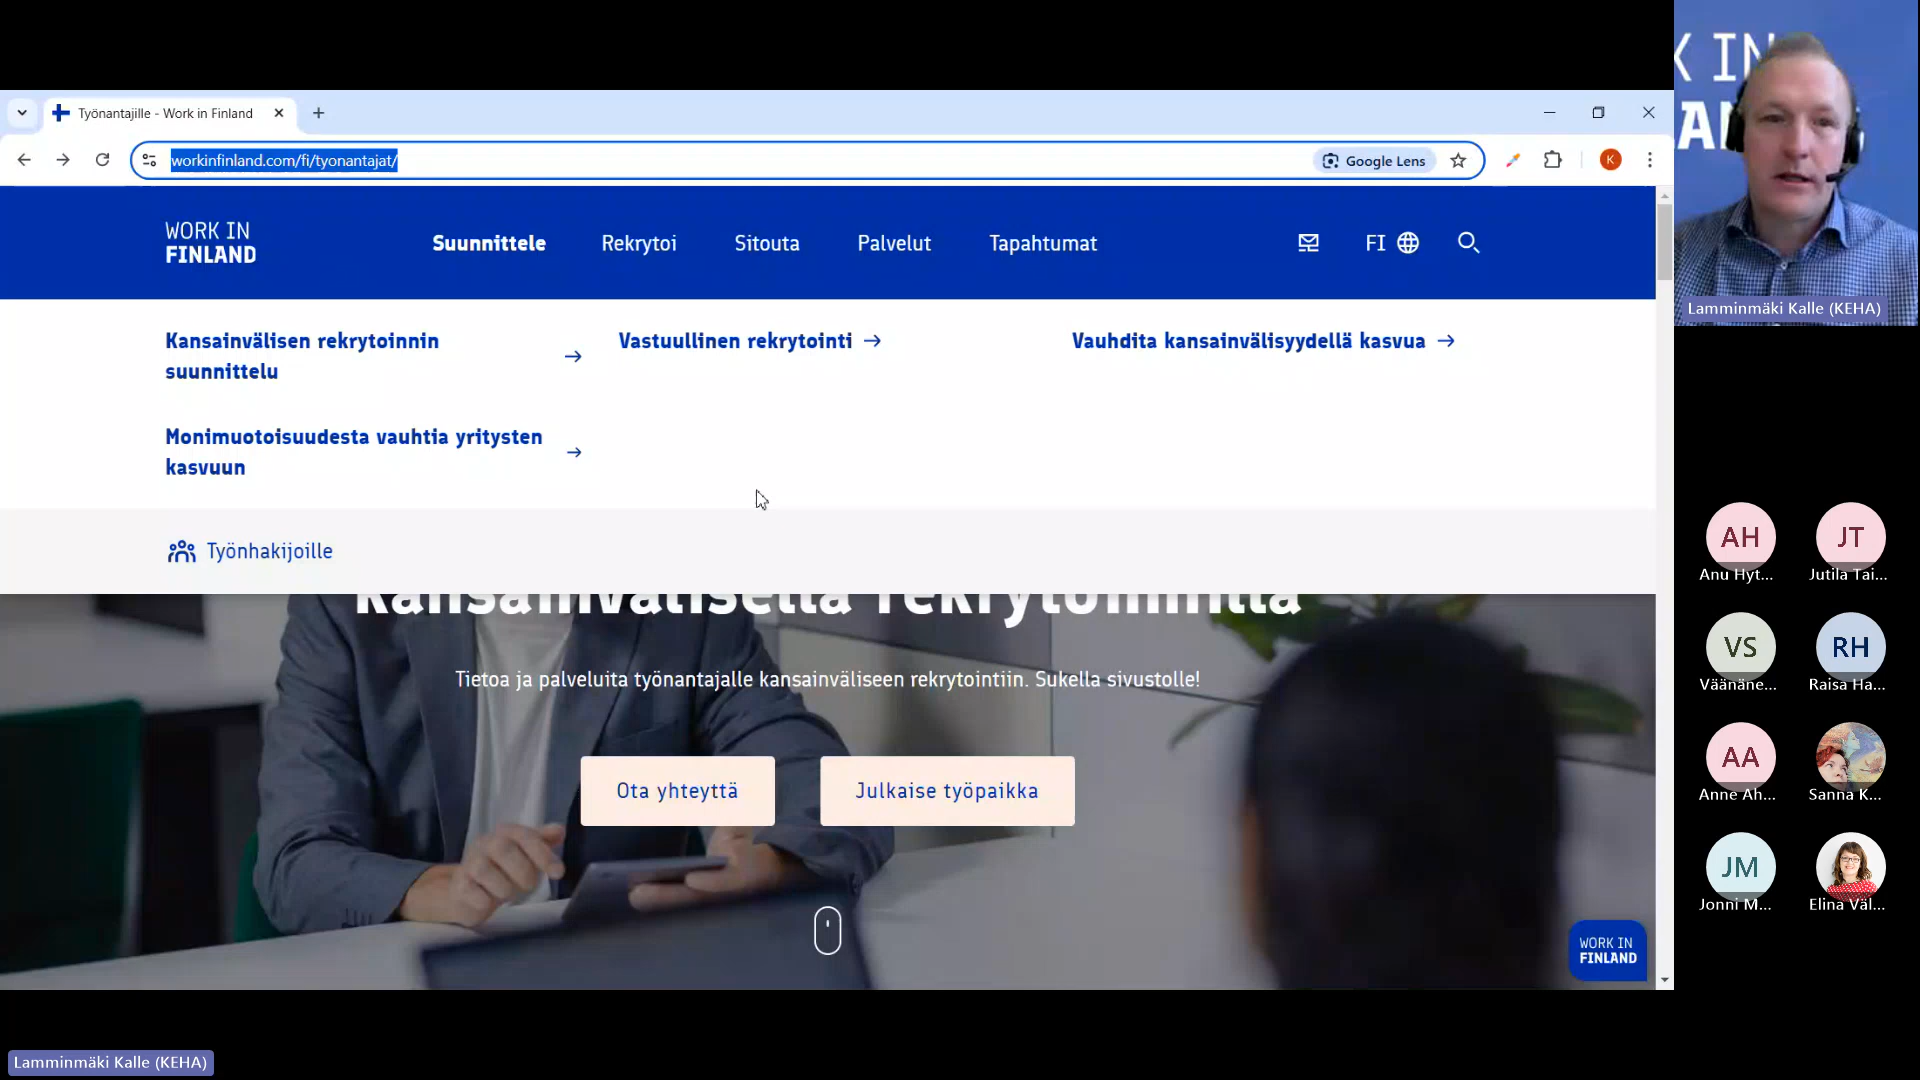 Työnantajille - Work in Finland
workinfinland.com/fi/tyonantajat/
Google Lens
K
WORK IN
FINLAND
Suunnittele
Rekrytoi
Sitouta
Palvelut
Tapahtumat
FI
Kansainvälisen rekrytoinnin
suunnittelu
Vastuullinen rekrytointi
Vauhdita kansainvälisyydellä kasvua
Monimuotoisuudesta vauhtia yritysten
kasvuun
Työnhakijoille
kansainvälisellä rekrytoinnilla
Tietoa ja palveluita työnantajalle kansainväliseen rekrytointiin. Sukella sivustolle!
Ota yhteyttä
Julkaise työpaikka
WORK IN
FINLAND
K IN
Lamminmäki Kalle (KEHA)
AH
Anu Hyt...
JT
Jutila Tai...
VS
Väänäne...
RH
Raisa Ha...
AA
Anne Ah...
Sanna K...
JM
Jonni M...
Elina Väl...
Lamminmäki Kalle (KEHA)